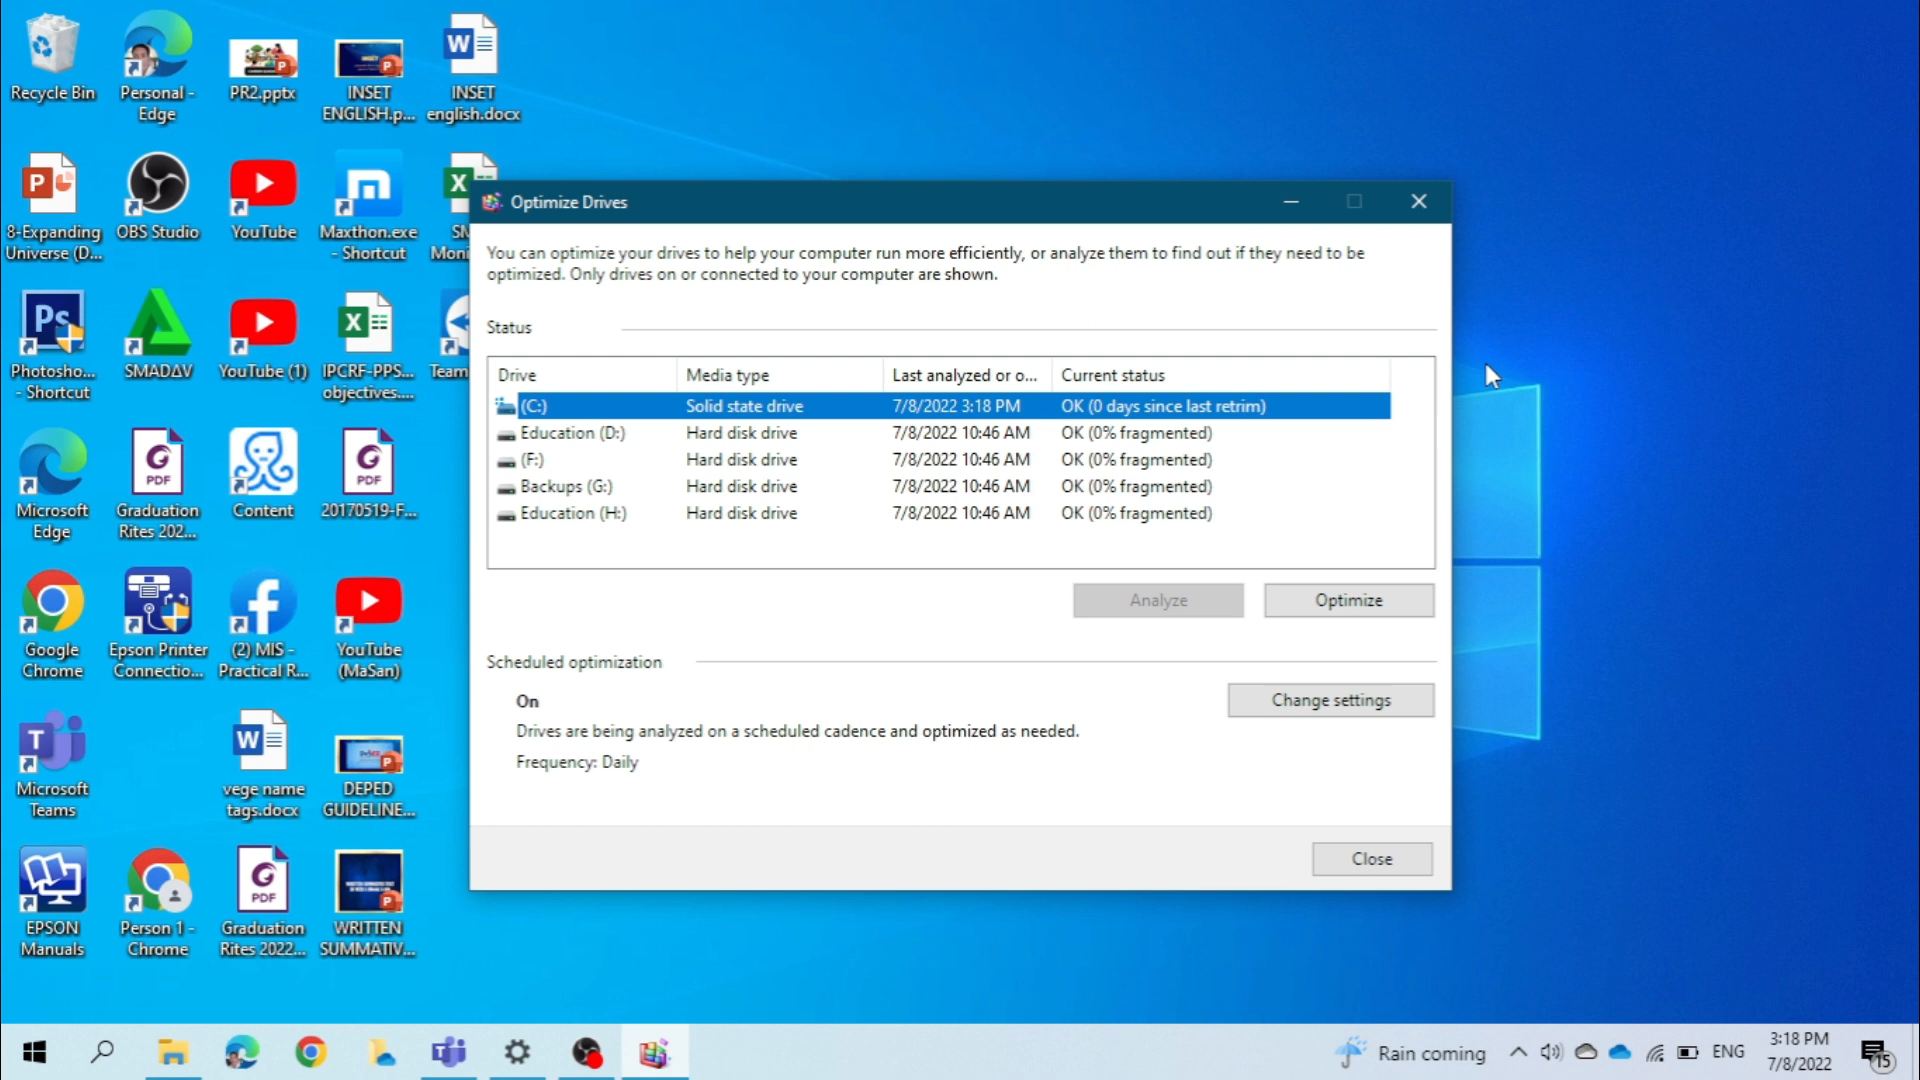 Recycle Bin
Personal -
Edge
PR2.pptx
INSET
ENGLISH.p...
W
INSET
english.docx
P
8-Expanding
Universe (D...
OBS Studio
YouTube
Maxthon.exe
- Shortcut
X
SM
Moni
Ps
Photosho...
- Shortcut
SMADΔV
YouTube (1)
X
IPCRF-PPS...
objectives....
Team
Microsoft
Edge
PDF
Graduation
Rites 202...
Content
PDF
20170519-F...
Google
Chrome
Epson Printer
Connectio...
(2) MIS -
Practical R...
YouTube
(MaSan)
T
Microsoft
Teams
W
vege name
tags.docx
DEPED
GUIDELINE...
EPSON
Manuals
Person 1 -
Chrome
PDF
Graduation
Rites 2022...
WRITTEN
SUMMATIV...
Optimize Drives
You can optimize your drives to help your computer run more efficiently, or analyze them to find out if they need to be
optimized. Only drives on or connected to your computer are shown.
Status
Drive Media type Last analyzed or o... Current status
(C:) Solid state drive 7/8/2022 3:18 PM OK (0 days since last retrim)
Education (D:) Hard disk drive 7/8/2022 10:46 AM OK (0% fragmented)
(F:) Hard disk drive 7/8/2022 10:46 AM OK (0% fragmented)
Backups (G:) Hard disk drive 7/8/2022 10:46 AM OK (0% fragmented)
Education (H:) Hard disk drive 7/8/2022 10:46 AM OK (0% fragmented)
Analyze Optimize
Scheduled optimization
On
Change settings
Drives are being analyzed on a scheduled cadence and optimized as needed.
Frequency: Daily
Close
Rain coming
ENG
3:18 PM
7/8/2022
15